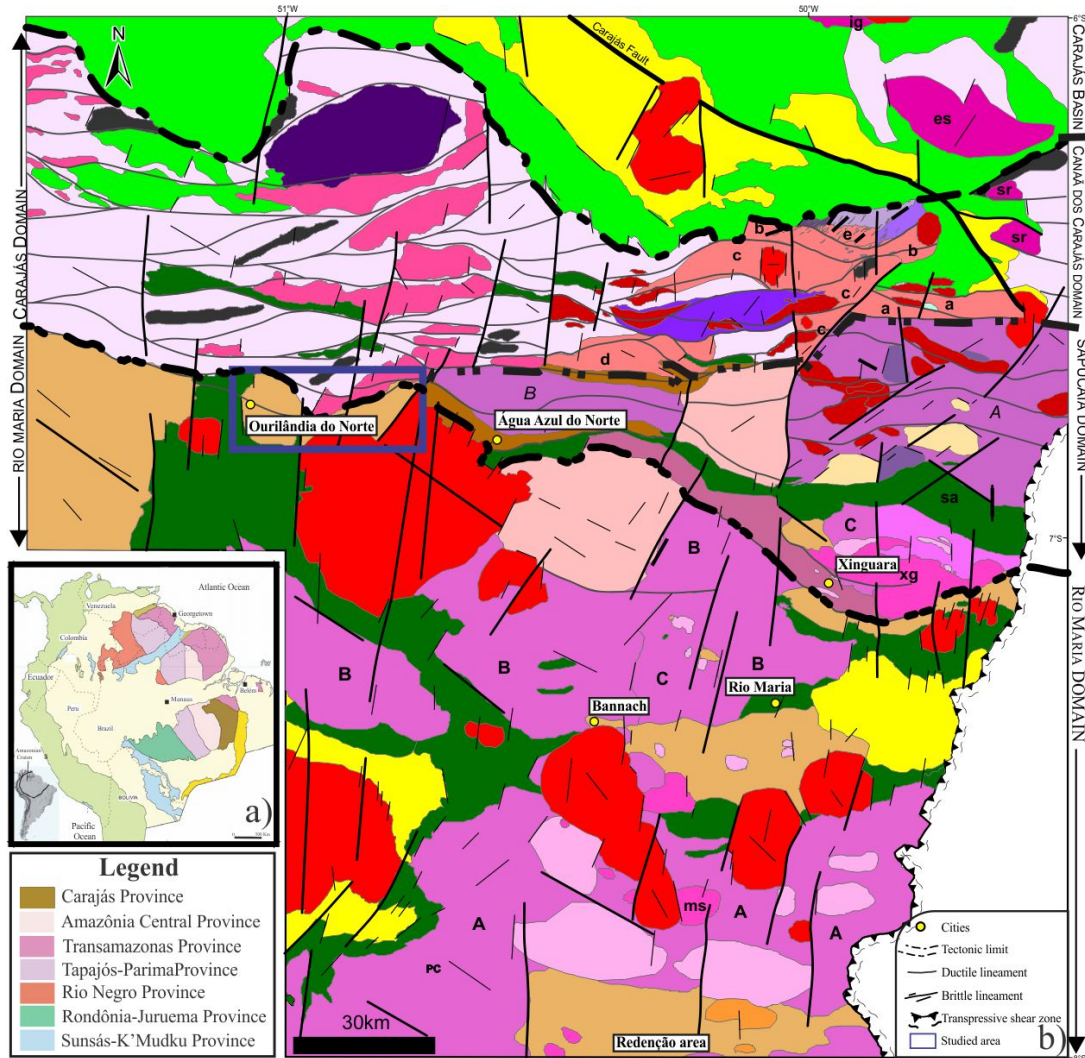 51°W
50°W
6°S
N
Carajás Fault
ig
es
sr
sr
CARAJÁS BASIN
CANAÃ DOS CARAJÁS DOMAIN
SAPUCAIA DOMAIN
RIO MARIA DOMAIN
CARAJÁS DOMAIN
RIO MARIA DOMAIN
b
e
b
c
c
a
a
c
d
B
A
Ourilândia do Norte
Água Azul do Norte
sa
C
7°S
B
Xinguara
xg
B
B
B
C
Rio Maria
Bannach
ms
A
A
A
PC
30km
Redenção area
Atlantic Ocean
Venezuela
Georgetown
Colombia
Ecuador
Manaus
Belém
Peru
Brazil
Amazonian
Craton
BOLIVIA
Pacific
Ocean
a)
Legend
Carajás Province
Amazônia Central Province
Transamazonas Province
Tapajós-ParimaProvince
Rio Negro Province
Rondônia-Juruema Province
Sunsás-K'Mudku Province
Cities
Tectonic limit
Ductile lineament
Brittle lineament
Transpressive shear zone
Studied area
b)